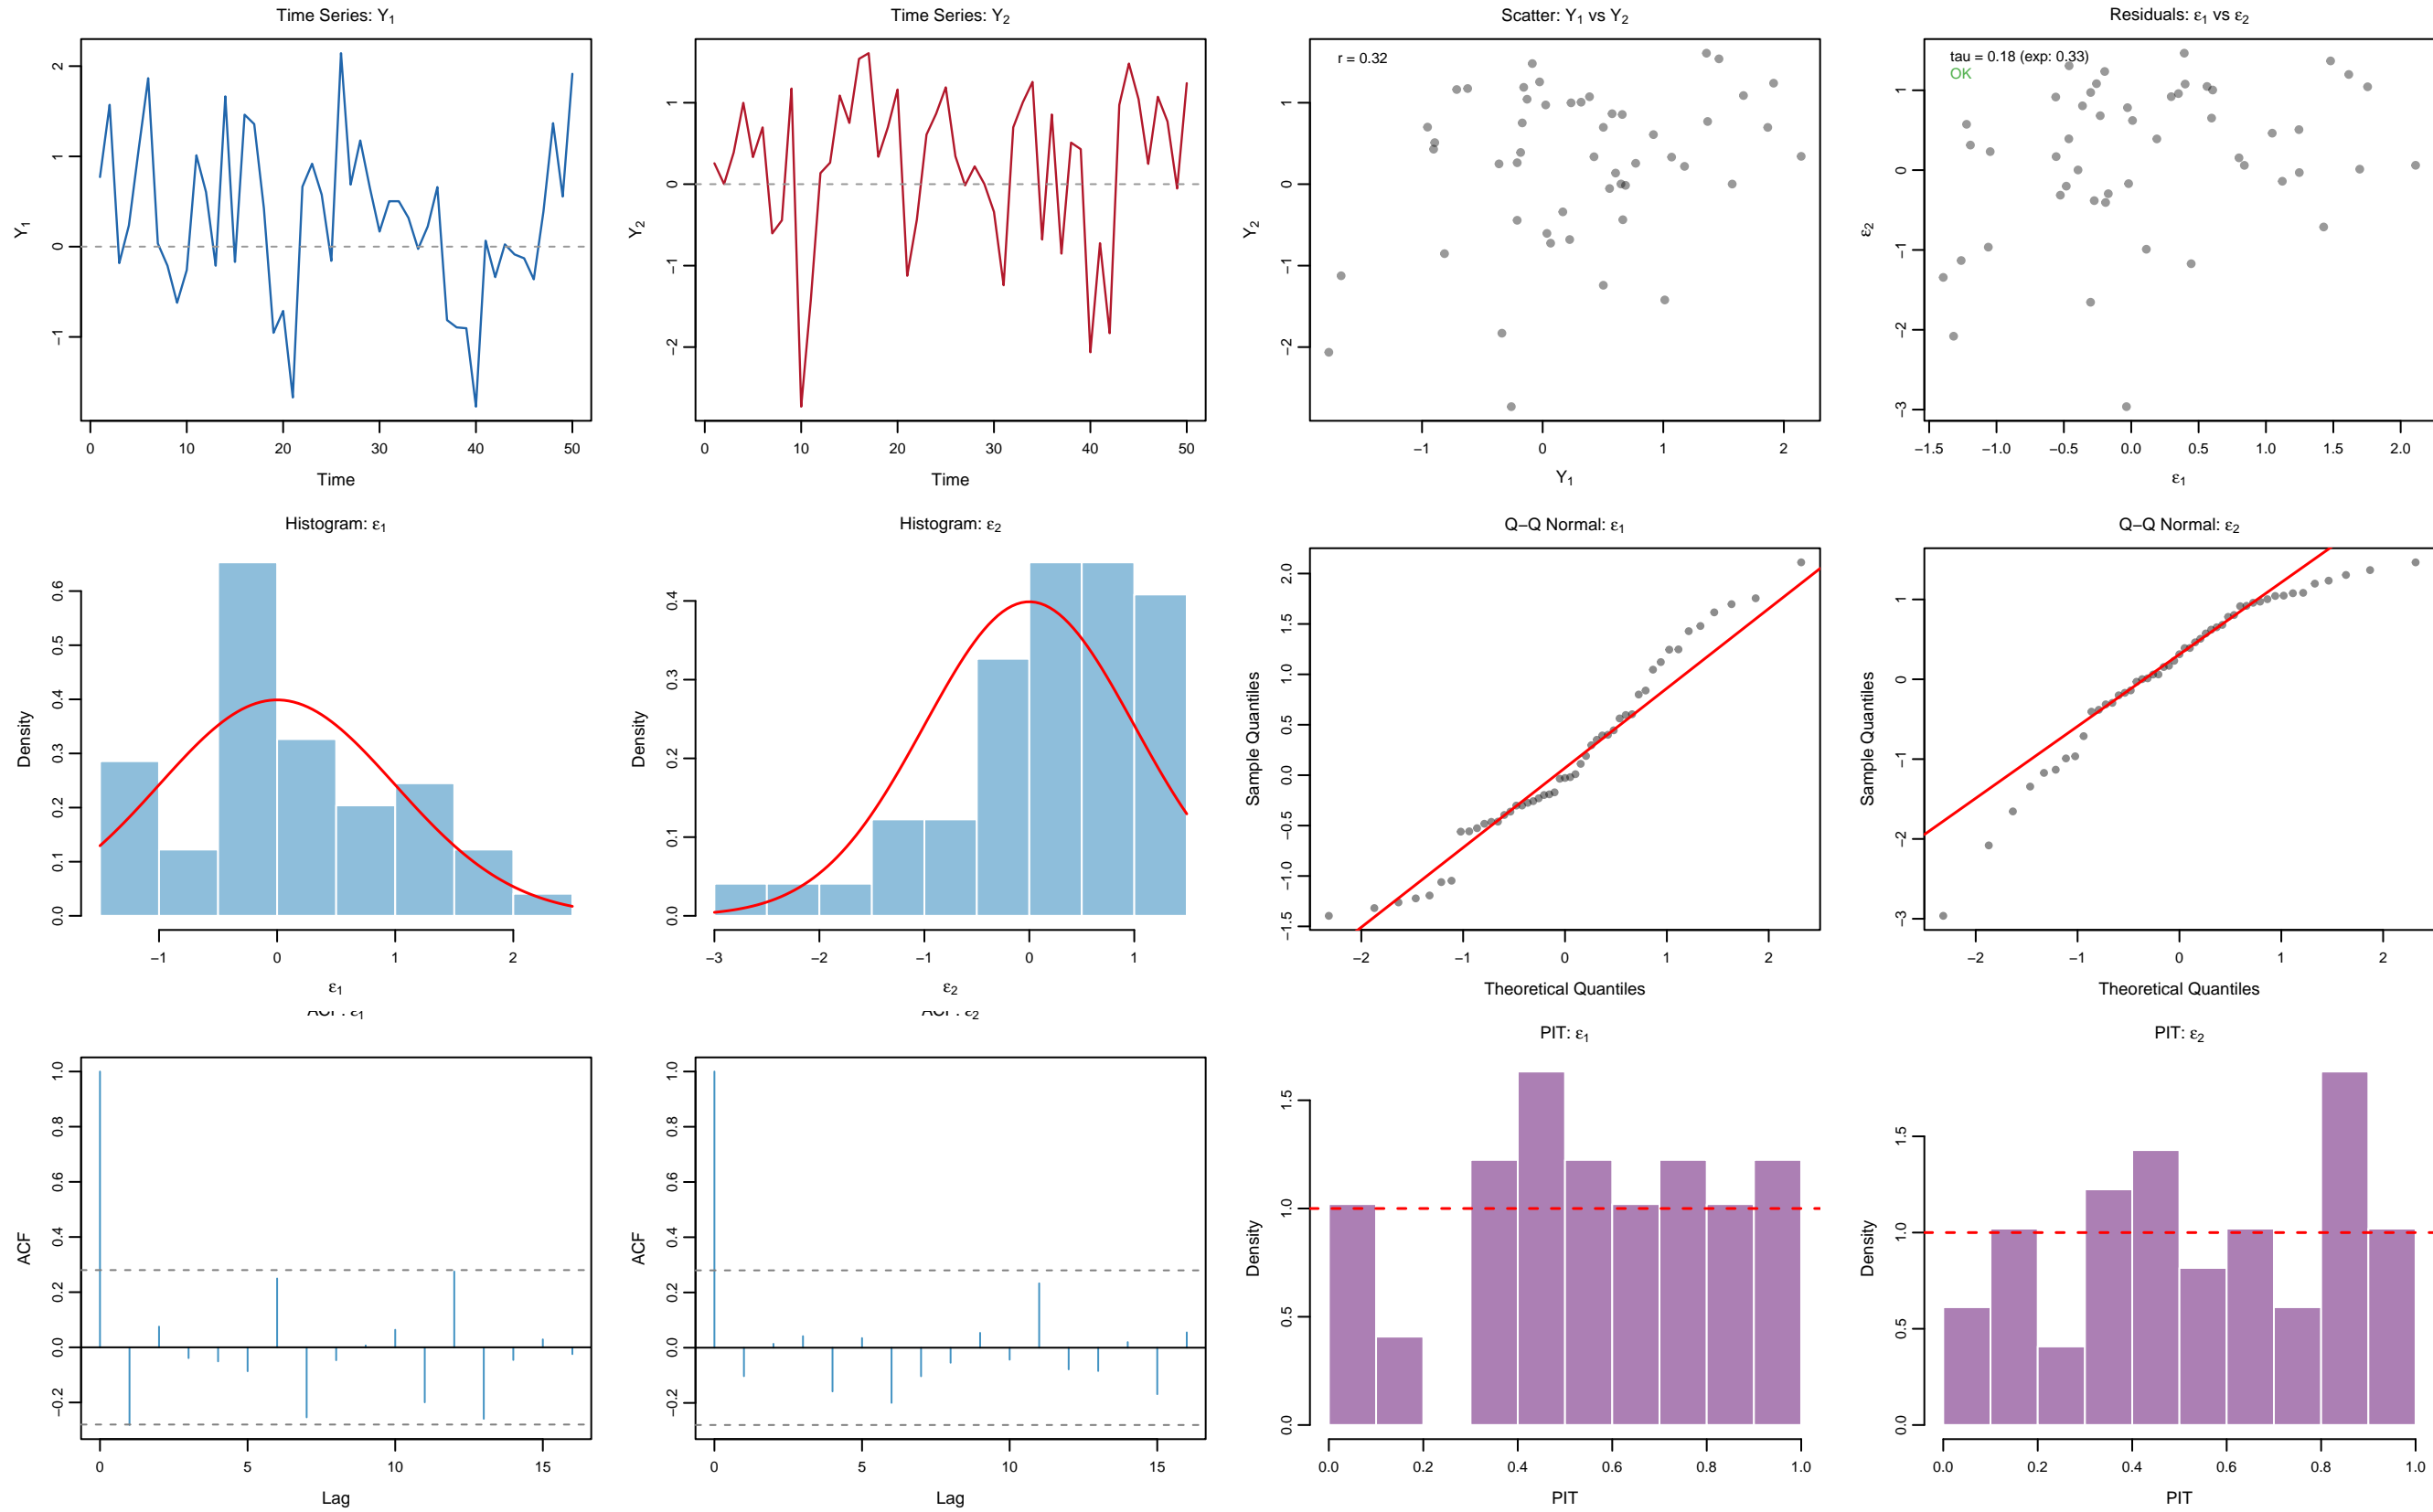 Time Series: Y₁
2
1
0
−1
Y₁
0 10 20 30 40 50
Time
Time Series: Y₂
1
0
−1
−2
Y₂
0 10 20 30 40 50
Time
Scatter: Y₁ vs Y₂
r = 0.32
1
0
−1
−2
Y₂
−1 0 1 2
Y₁
Residuals: ε₁ vs ε₂
tau = 0.18 (exp: 0.33)
OK
1
0
−1
−2
−3
ε₂
−1.5 −1.0 −0.5 0.0 0.5 1.0 1.5 2.0
ε₁
Histogram: ε₁
0.6
0.5
0.4
0.3
0.2
0.1
0.0
Density
−1 0 1 2
ε₁
Histogram: ε₂
0.4
0.3
0.2
0.1
0.0
Density
−3 −2 −1 0 1
ε₂
Q−Q Normal: ε₁
2.0
1.5
1.0
0.5
0.0
−0.5
−1.0
−1.5
Sample Quantiles
−2 −1 0 1 2
Theoretical Quantiles
Q−Q Normal: ε₂
1
0
−1
−2
−3
Sample Quantiles
−2 −1 0 1 2
Theoretical Quantiles
ACF: ε₁
1.0
0.8
0.6
0.4
0.2
0.0
−0.2
ACF
0 5 10 15
Lag
ACF: ε₂
1.0
0.8
0.6
0.4
0.2
0.0
−0.2
ACF
0 5 10 15
Lag
PIT: ε₁
1.5
1.0
0.5
0.0
Density
0.0 0.2 0.4 0.6 0.8 1.0
PIT
PIT: ε₂
1.5
1.0
0.5
0.0
Density
0.0 0.2 0.4 0.6 0.8 1.0
PIT